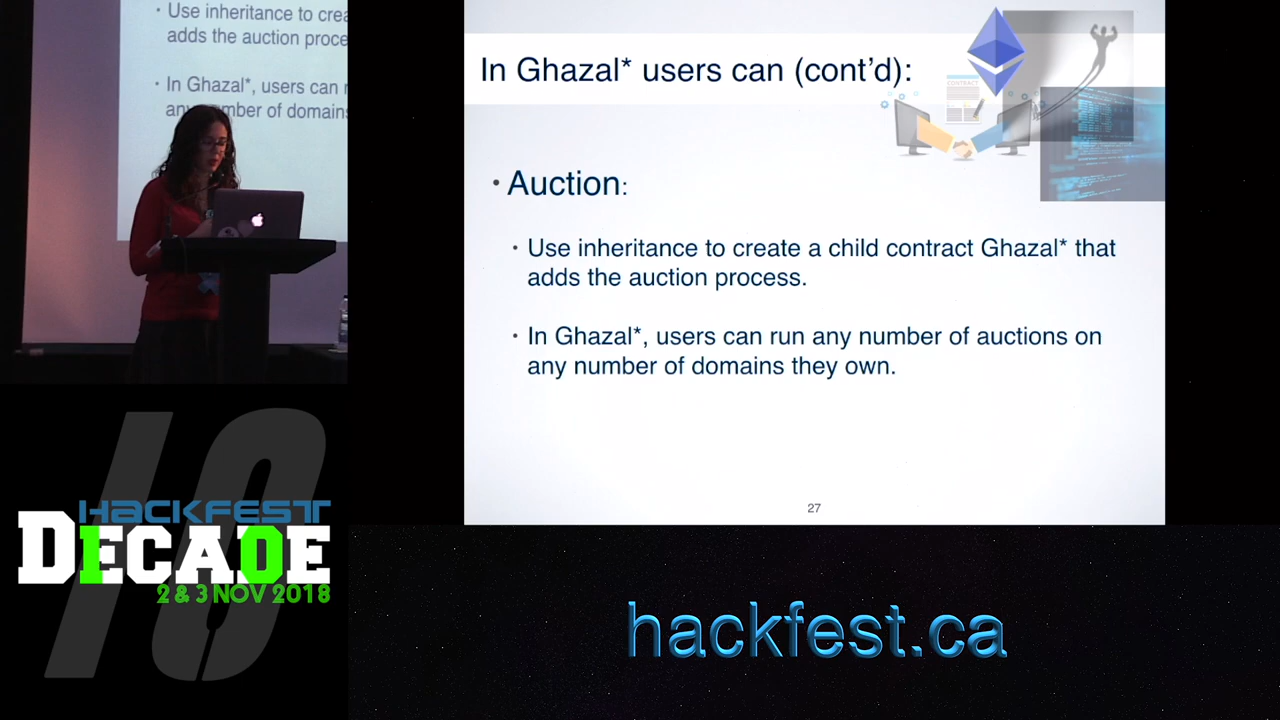 • Use inheritance to crea
adds the auction proce
• In Ghazal*, users can r
any number of domains
In Ghazal* users can (cont'd):
CONTRACT
• Auction:
• Use inheritance to create a child contract Ghazal* that
adds the auction process.
• In Ghazal*, users can run any number of auctions on
any number of domains they own.
27
10
HACKFEST
DECADE
2 & 3 NOV 2018
hackfest.ca